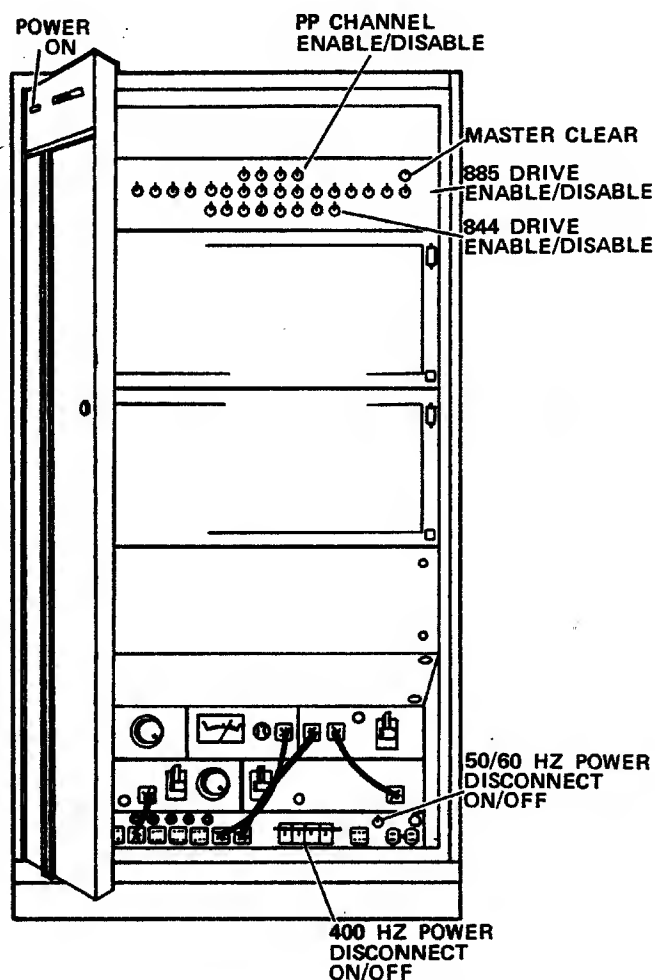 POWER
ON
PP CHANNEL
ENABLE/DISABLE
MASTER CLEAR
885 DRIVE
ENABLE/DISABLE
844 DRIVE
ENABLE/DISABLE
50/60 HZ POWER
DISCONNECT
ON/OFF
400 HZ POWER
DISCONNECT
ON/OFF